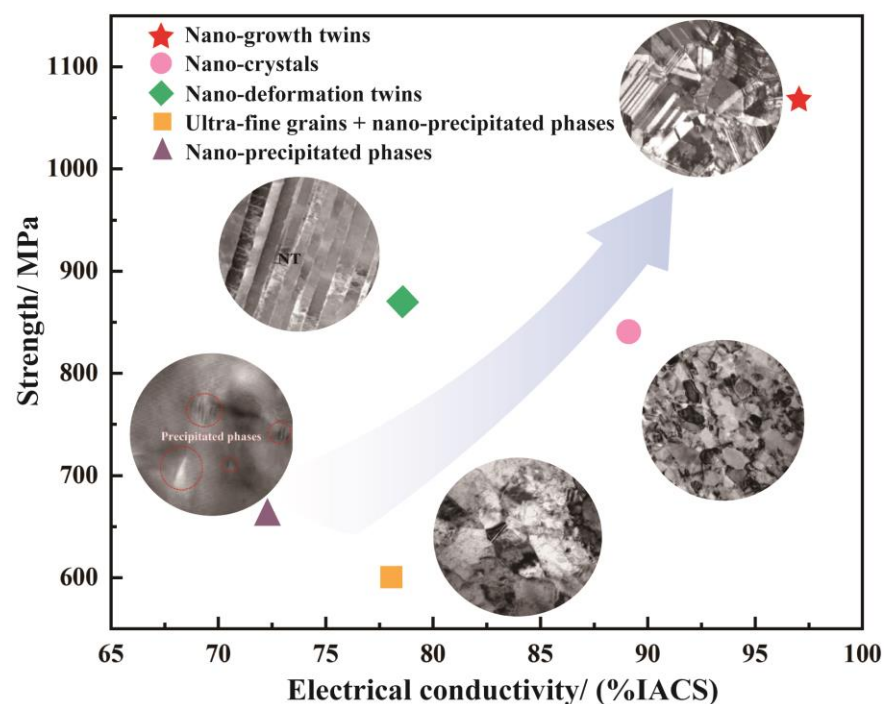 Nano-growth twins
Nano-crystals
Nano-deformation twins
Ultra-fine grains + nano-precipitated phases
Nano-precipitated phases
NT
Precipitated phases
Strength/ MPa
1100
1000
900
800
700
600
65 70 75 80 85 90 95 100
Electrical conductivity/ (%IACS)